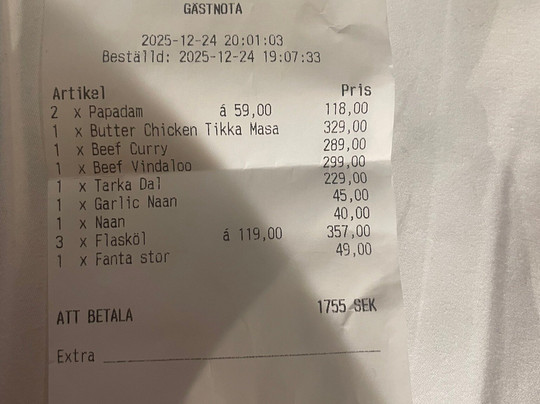 GÄSTNOTA
2025-12-24 20:01:03
Beställd: 2025-12-24 19:07:33
Artikel Pris
2 x Papadam á 59,00 118,00
1 x Butter Chicken Tikka Masa 329,00
1 x Beef Curry 289,00
1 x Beef Vindaloo 299,00
1 x Tarka Dal 229,00
1 x Garlic Naan 45,00
1 x Naan 40,00
3 x Flasköl á 119,00 357,00
1 x Fanta stor 49,00
ATT BETALA 1755 SEK
Extra